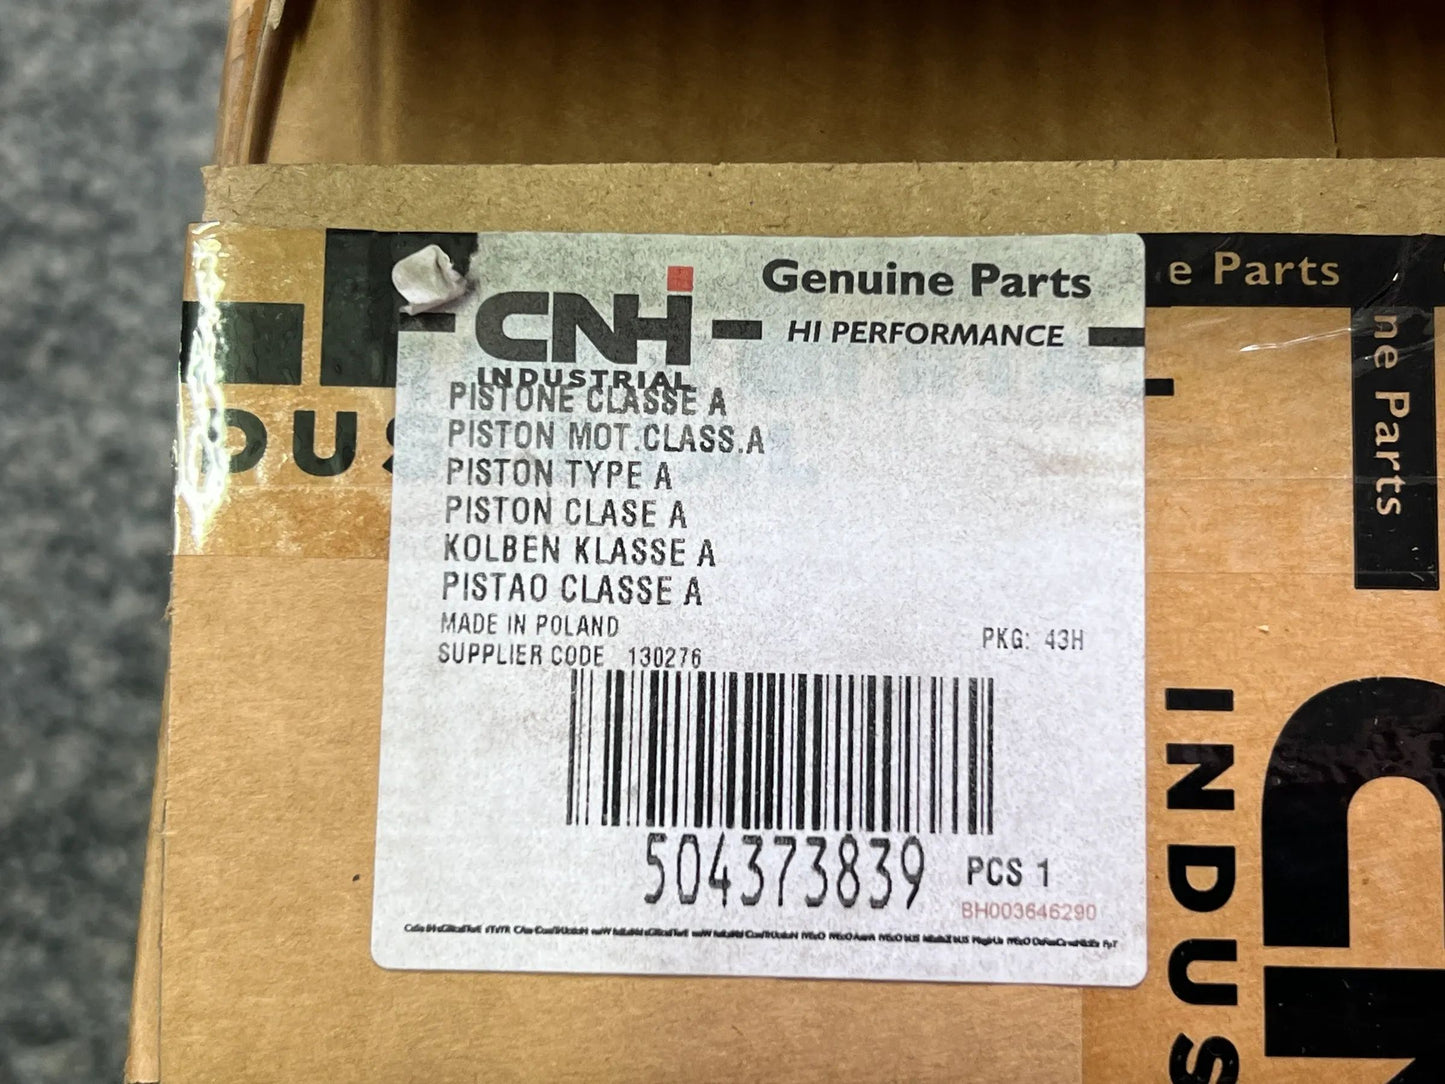 CNH
INDUSTRIAL
Genuine Parts
HI PERFORMANCE
PISTONE CLASSE A
PISTON MOT.CLASS.A
PISTON TYPE A
PISTON CLASE A
KOLBEN KLASSE A
PISTAO CLASSE A
MADE IN POLAND
SUPPLIER CODE 130276
PKG: 43H
504373839
PCS 1
BH003646290
e Parts
ne Parts
DUS
INDUS